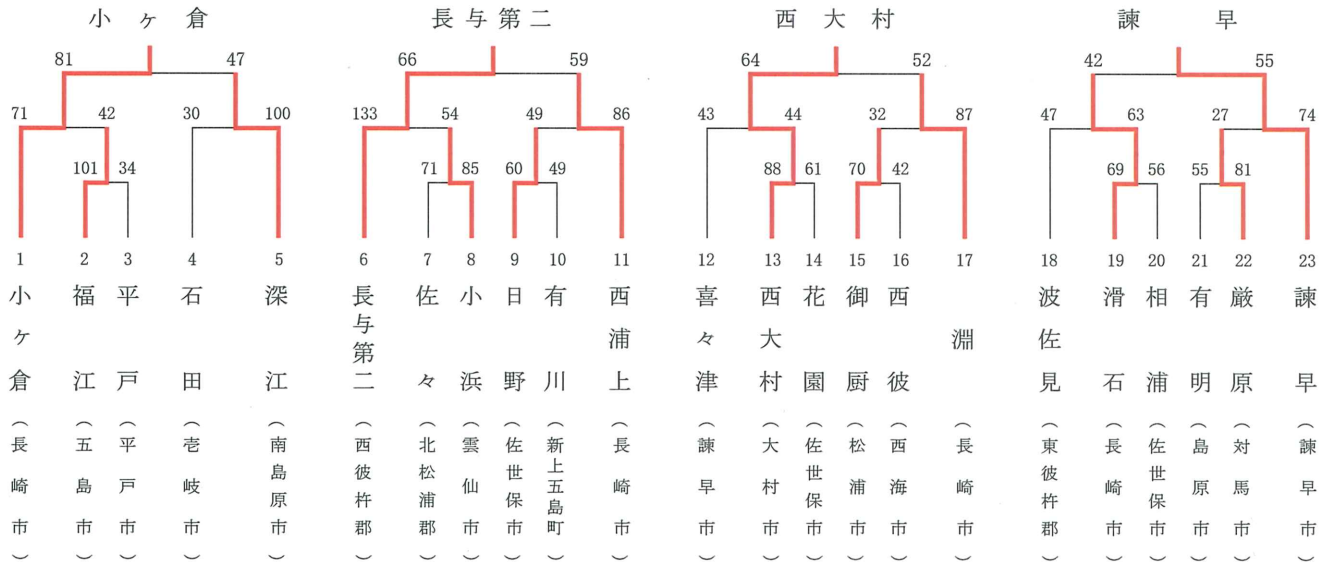 小ヶ倉 長与第二 西大村 諫早
81 47 66 59 64 52 42 55
71 42 30 100 133 54 49 86 43 44 32 87 47 63 27 74
101 34 71 85 60 49 88 61 70 42 69 56 55 81
1 2 3 4 5 6 7 8 9 10 11 12 13 14 15 16 17 18 19 20 21 22 23
小ヶ倉
(長崎市)
福江
(五島市)
平戸
(平戸市)
石田
(壱岐市)
深江
(南島原市)
長与第二
(西彼杵郡)
佐々
(北松浦郡)
小浜
(雲仙市)
日野
(佐世保市)
有川
(新上五島町)
西浦上
(長崎市)
喜々津
(諫早市)
西大村
(大村市)
花園
(佐世保市)
御厨
(松浦市)
西彼
(西海市)
淵
(長崎市)
波佐見
(東彼杵郡)
滑石
(長崎市)
相浦
(佐世保市)
有明
(島原市)
厳原
(対馬市)
諫早
(諫早市)